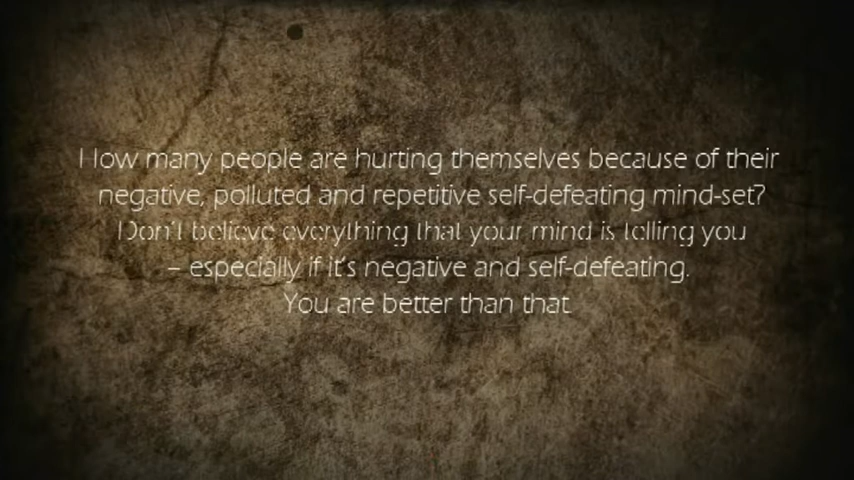 How many people are hurting themselves because of their
negative, polluted and repetitive self-defeating mind-set?
Don't believe everything that your mind is telling you
– especially if it's negative and self-defeating.
You are better than that